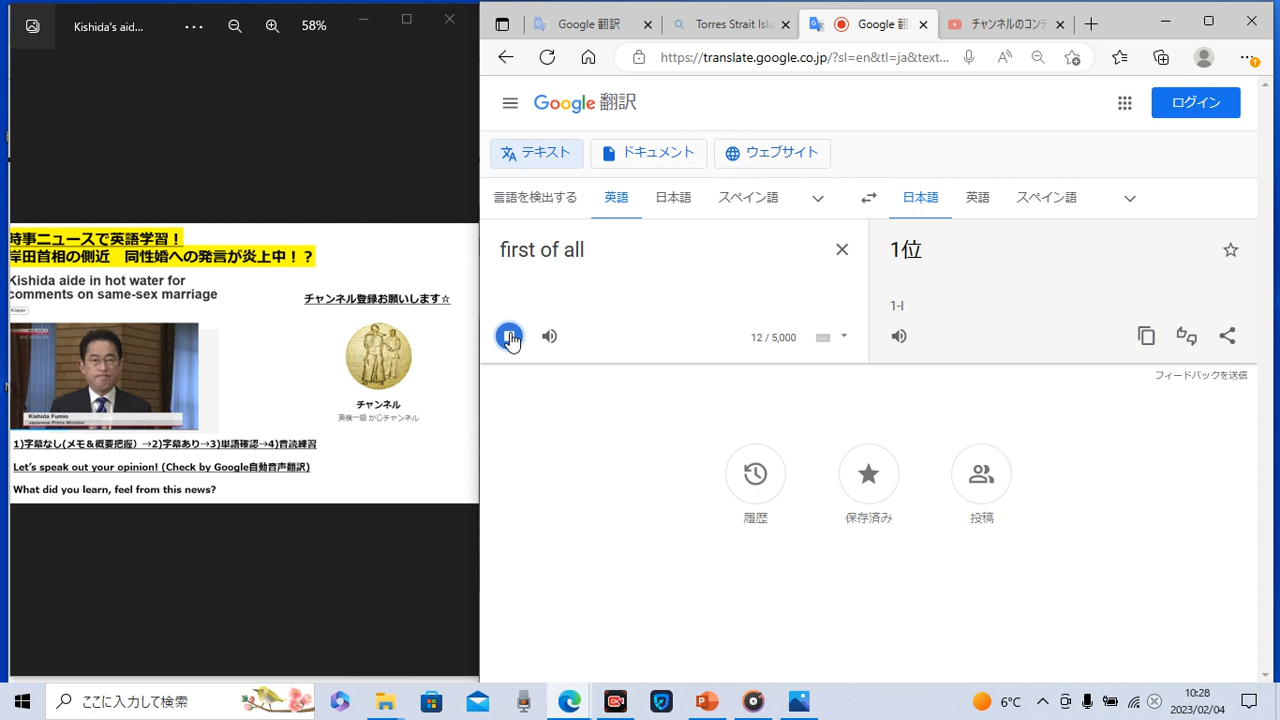 Kishida's aid...
58%
Google 翻訳
Torres Strait Isla
Google 翻
チャンネルのコンテ
https://translate.google.co.jp/?sl=en&tl=ja&text...
Google 翻訳
ログイン
テキスト
ドキュメント
ウェブサイト
言語を検出する
英語
日本語
スペイン語
日本語
英語
スペイン語
first of all
1位
1-I
12 / 5,000
フィードバックを送信
履歴
保存済み
投稿
時事ニュースで英語学習！
岸田首相の側近　同性婚への発言が炎上中！？
Kishida aide in hot water for
comments on same-sex marriage
チャンネル登録お願いします☆
#Japan
Kishida Fumio
Japanese Prime Minister
チャンネル
英検一級 かじチャンネル
1)字幕なし(メモ＆概要把握）→2)字幕あり→3)単語確認→4)音読練習
Let's speak out your opinion! (Check by Google自動音声翻訳)
What did you learn, feel from this news?
ここに入力して検索
6°C
10:28
2023/02/04